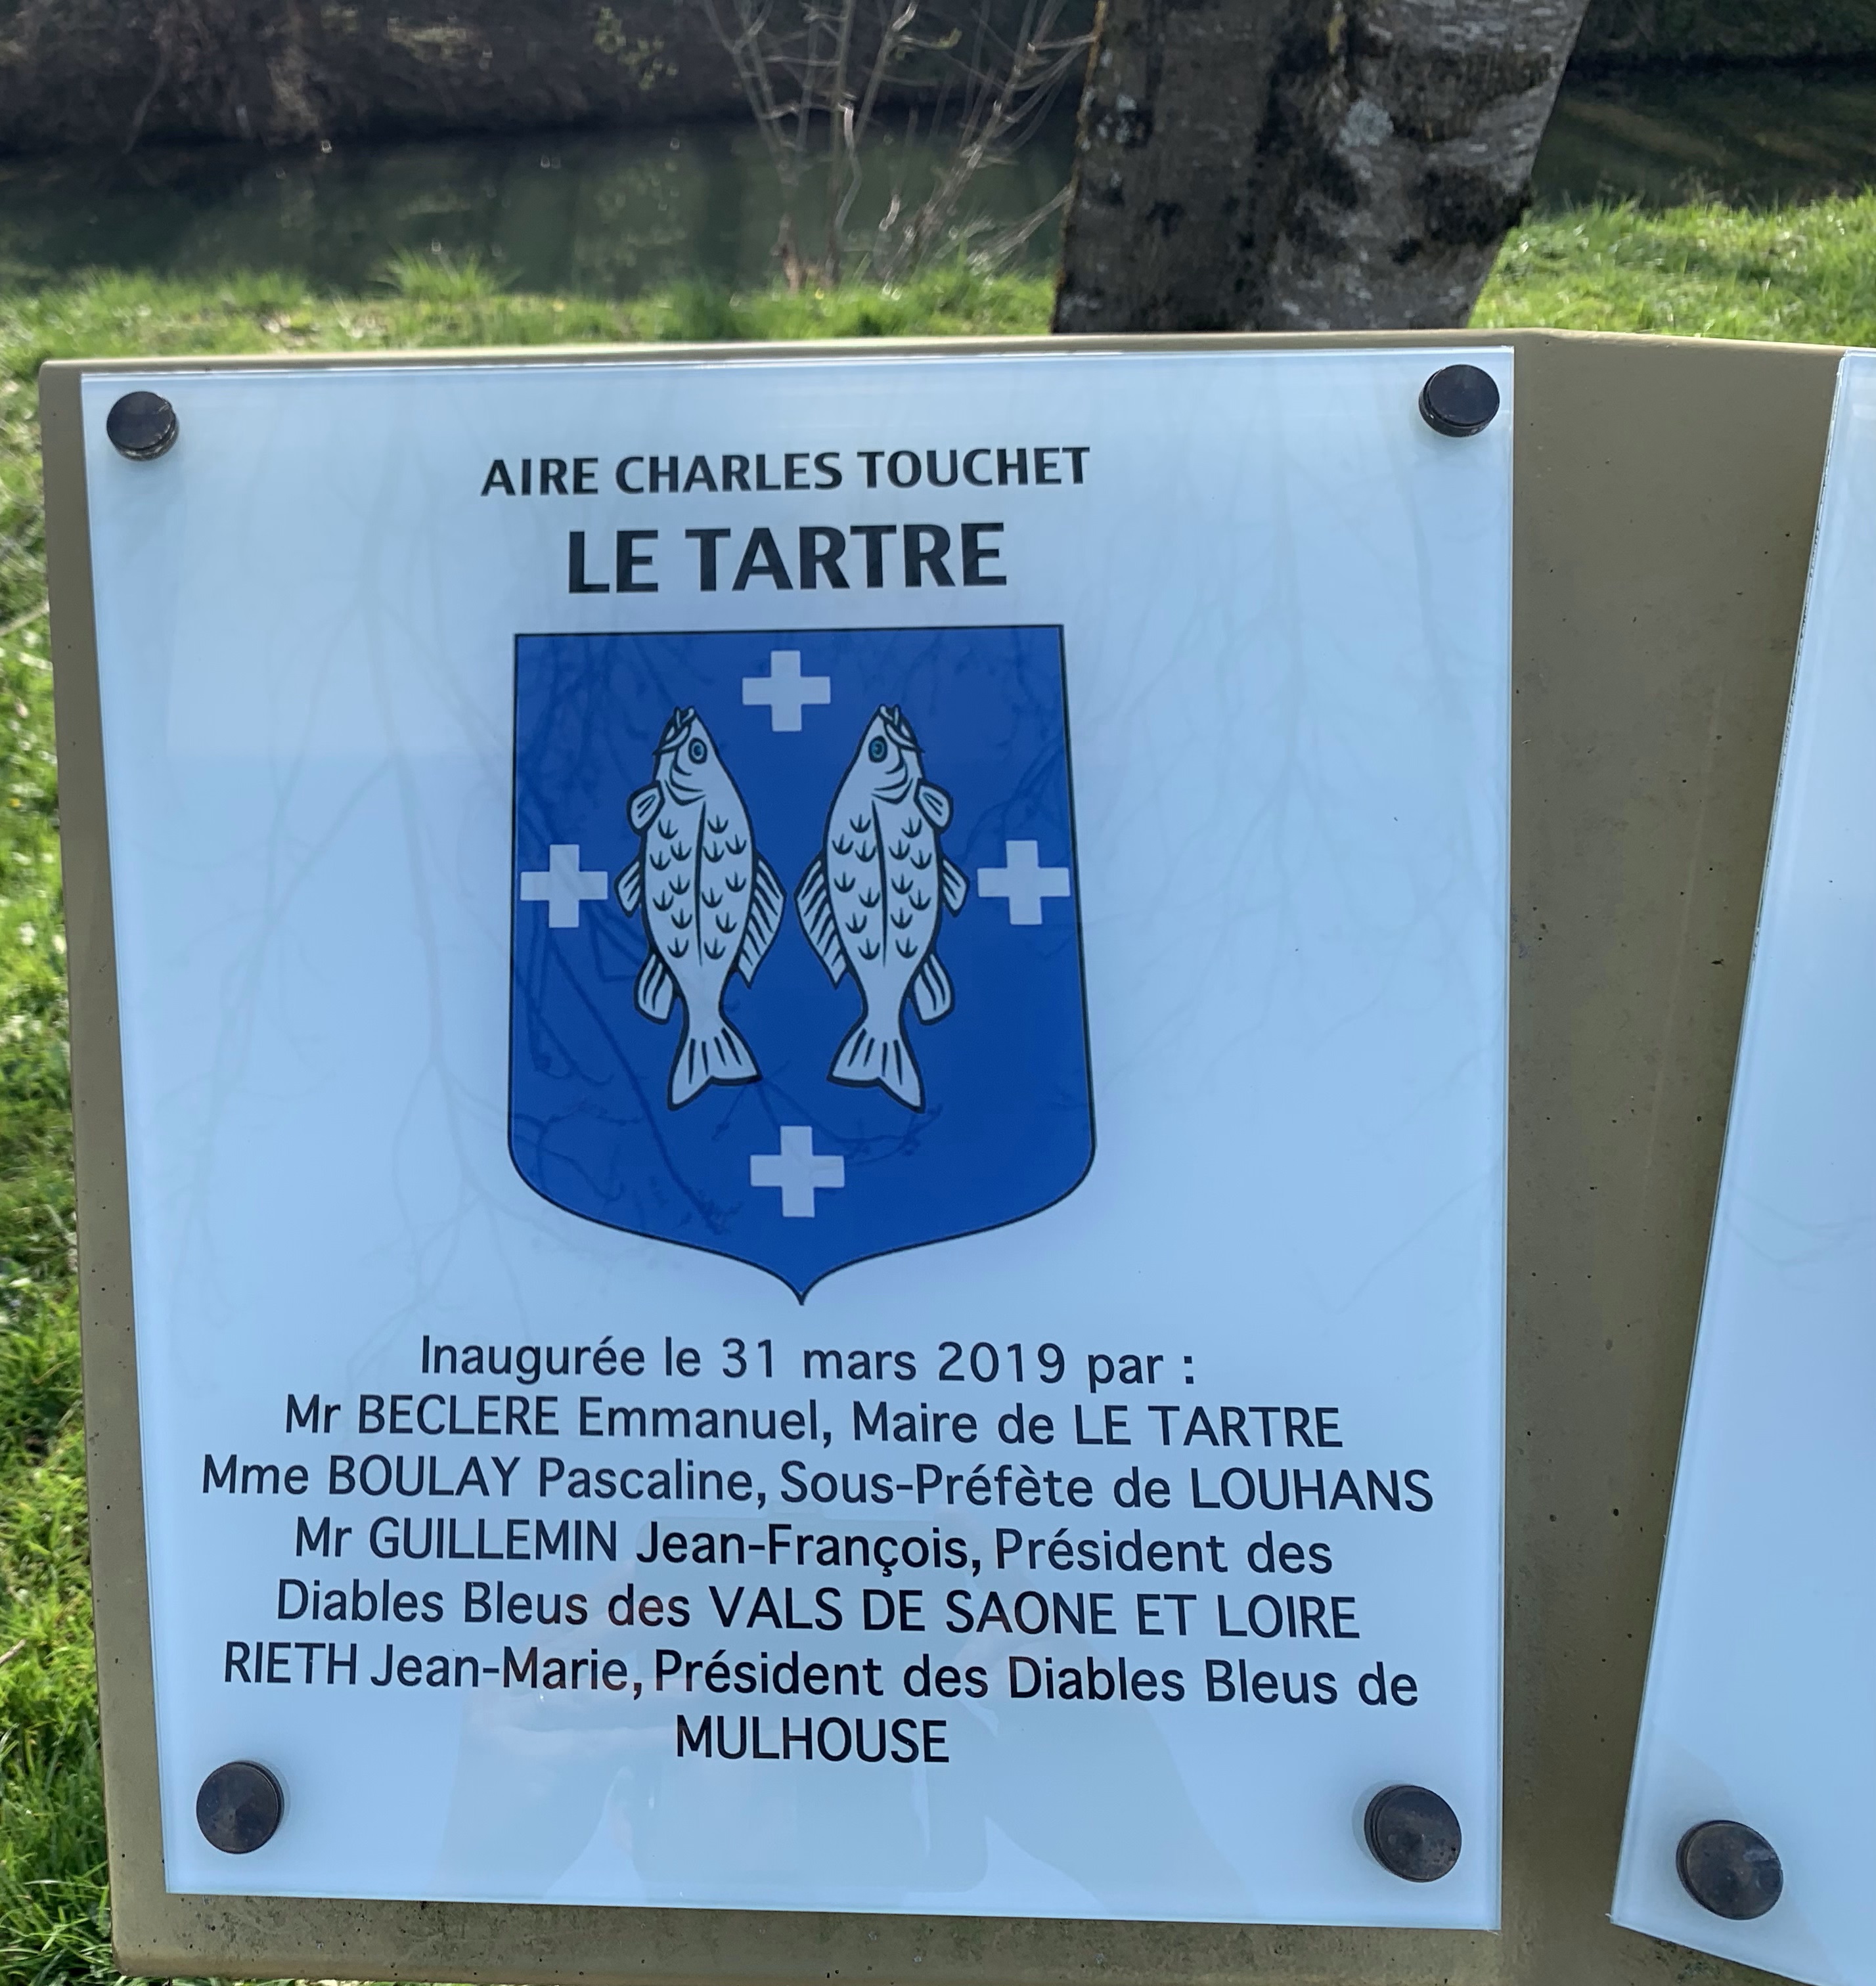 AIRE CHARLES TOUCHET
LE TARTRE
Inaugurée le 31 mars 2019 par :
Mr BECLERE Emmanuel, Maire de LE TARTRE
Mme BOULAY Pascaline, Sous-Préfète de LOUHANS
Mr GUILLEMIN Jean-François, Président des
Diables Bleus des VALS DE SAONE ET LOIRE
RIETH Jean-Marie, Président des Diables Bleus de
MULHOUSE